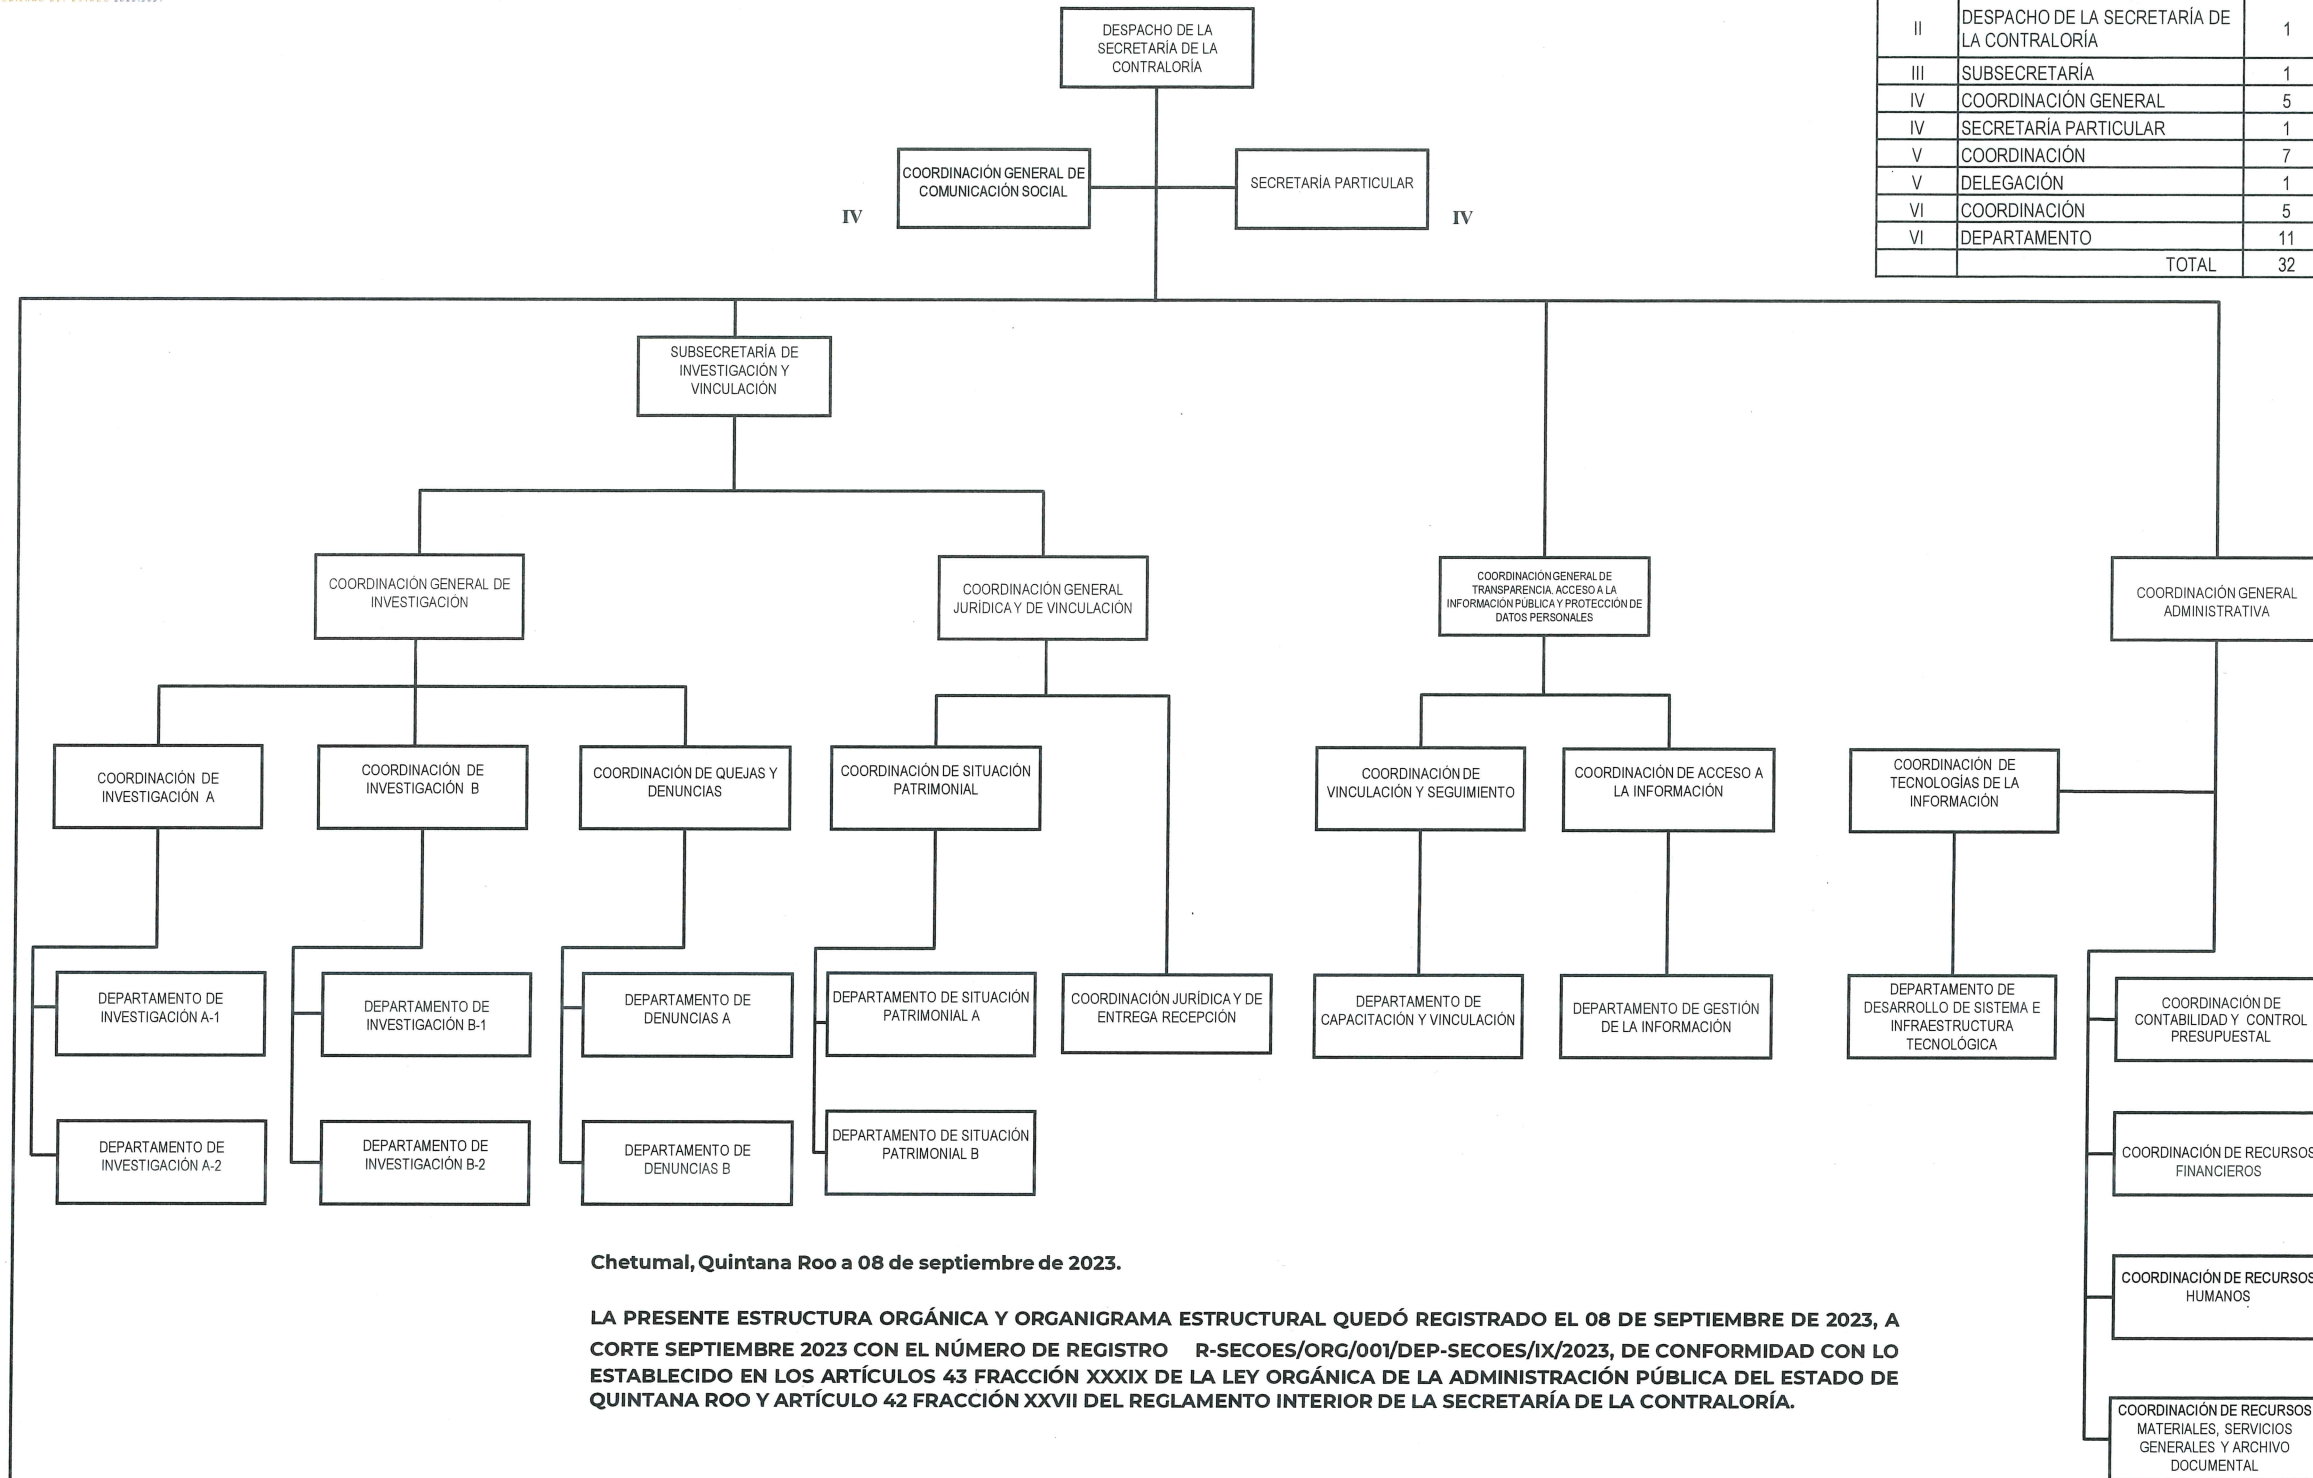 DESPACHO DE LA
SECRETARÍA DE LA
CONTRALORÍA
II DESPACHO DE LA SECRETARÍA DE
LA CONTRALORÍA 1
III SUBSECRETARÍA 1
IV COORDINACIÓN GENERAL 5
IV SECRETARÍA PARTICULAR 1
V COORDINACIÓN 7
V DELEGACIÓN 1
VI COORDINACIÓN 5
VI DEPARTAMENTO 11
TOTAL 32
COORDINACIÓN GENERAL DE
COMUNICACIÓN SOCIAL
IV
SECRETARÍA PARTICULAR
IV
SUBSECRETARÍA DE
INVESTIGACIÓN Y
VINCULACIÓN
COORDINACIÓN GENERAL DE
INVESTIGACIÓN
COORDINACIÓN GENERAL
JURÍDICA Y DE VINCULACIÓN
COORDINACIÓN GENERAL DE
TRANSPARENCIA. ACCESO A LA
INFORMACIÓN PÚBLICA Y PROTECCIÓN DE
DATOS PERSONALES
COORDINACIÓN GENERAL
ADMINISTRATIVA
COORDINACIÓN DE
INVESTIGACIÓN A
COORDINACIÓN DE
INVESTIGACIÓN B
COORDINACIÓN DE QUEJAS Y
DENUNCIAS
COORDINACIÓN DE SITUACIÓN
PATRIMONIAL
COORDINACIÓN DE
VINCULACIÓN Y SEGUIMIENTO
COORDINACIÓN DE ACCESO A
LA INFORMACIÓN
COORDINACIÓN DE
TECNOLOGÍAS DE LA
INFORMACIÓN
DEPARTAMENTO DE
INVESTIGACIÓN A-1
DEPARTAMENTO DE
INVESTIGACIÓN B-1
DEPARTAMENTO DE
DENUNCIAS A
DEPARTAMENTO DE SITUACIÓN
PATRIMONIAL A
COORDINACIÓN JURÍDICA Y DE
ENTREGA RECEPCIÓN
DEPARTAMENTO DE
CAPACITACIÓN Y VINCULACIÓN
DEPARTAMENTO DE GESTIÓN
DE LA INFORMACIÓN
DEPARTAMENTO DE
DESARROLLO DE SISTEMA E
INFRAESTRUCTURA
TECNOLÓGICA
COORDINACIÓN DE
CONTABILIDAD Y CONTROL
PRESUPUESTAL
DEPARTAMENTO DE
INVESTIGACIÓN A-2
DEPARTAMENTO DE
INVESTIGACIÓN B-2
DEPARTAMENTO DE
DENUNCIAS B
DEPARTAMENTO DE SITUACIÓN
PATRIMONIAL B
COORDINACIÓN DE RECURSOS
FINANCIEROS
COORDINACIÓN DE RECURSOS
HUMANOS
COORDINACIÓN DE RECURSOS
MATERIALES, SERVICIOS
GENERALES Y ARCHIVO
DOCUMENTAL
Chetumal, Quintana Roo a 08 de septiembre de 2023.
LA PRESENTE ESTRUCTURA ORGÁNICA Y ORGANIGRAMA ESTRUCTURAL QUEDÓ REGISTRADO EL 08 DE SEPTIEMBRE DE 2023, A
CORTE SEPTIEMBRE 2023 CON EL NÚMERO DE REGISTRO R-SECOES/ORG/001/DEP-SECOES/IX/2023, DE CONFORMIDAD CON LO
ESTABLECIDO EN LOS ARTÍCULOS 43 FRACCIÓN XXXIX DE LA LEY ORGÁNICA DE LA ADMINISTRACIÓN PÚBLICA DEL ESTADO DE
QUINTANA ROO Y ARTÍCULO 42 FRACCIÓN XXVII DEL REGLAMENTO INTERIOR DE LA SECRETARÍA DE LA CONTRALORÍA.